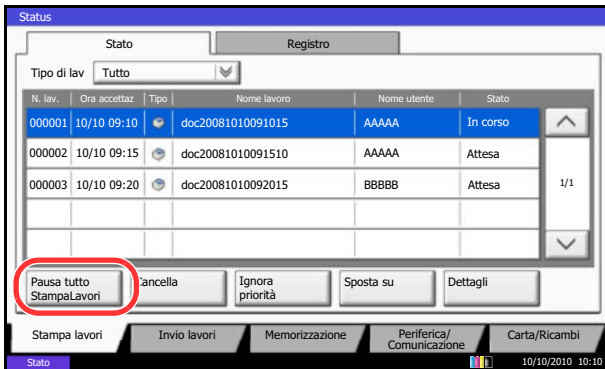 Status
Stato Registro
Tipo di lav Tutto
N. lav. Ora accettaz Tipo Nome lavoro Nome utente Stato
000001 10/10 09:10 doc20081010091015 AAAAA In corso
000002 10/10 09:15 doc20081010091510 AAAAA Attesa
000003 10/10 09:20 doc20081010092015 BBBBB Attesa
1/1
Pausa tutto
StampaLavori
Cancella
Ignora
priorità
Sposta su
Dettagli
Stampa lavori
Invio lavori
Memorizzazione
Periferica/
Comunicazione
Carta/Ricambi
Stato 10/10/2010 10:10